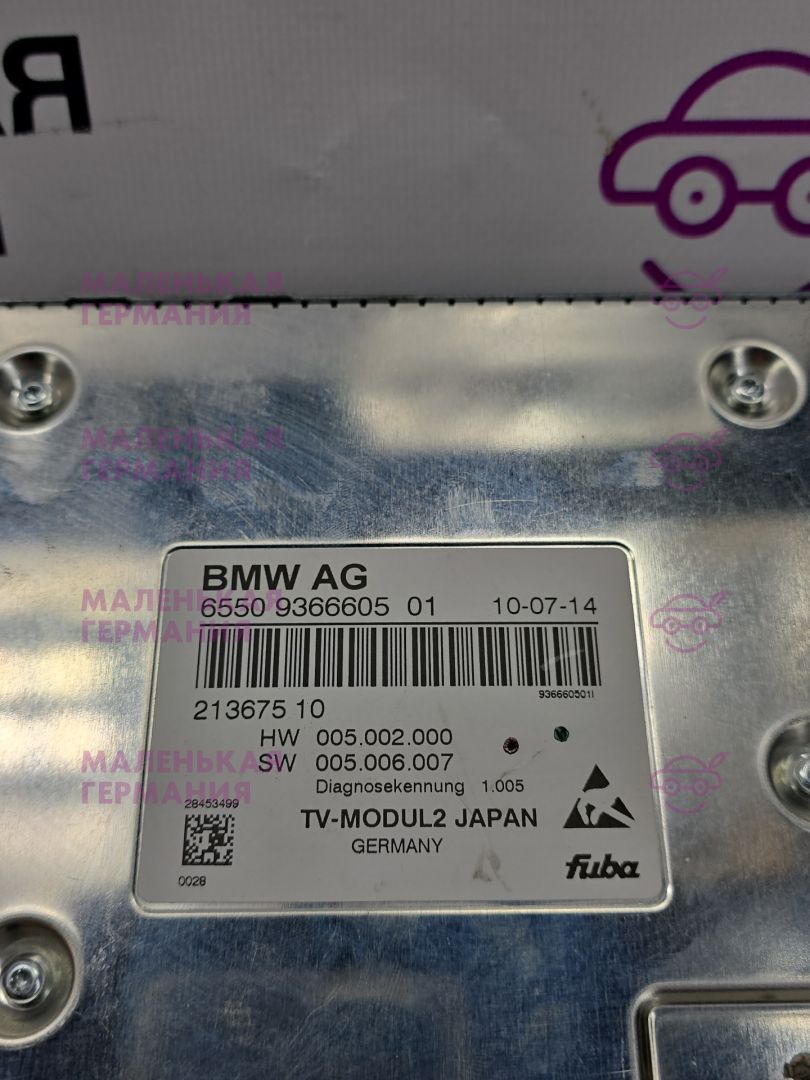 Я
МАЛЕНЬКАЯ
ГЕРМАНИЯ
МАЛЕНЬКАЯ
ГЕРМАНИЯ
BMW AG
6550 9366605 01 10-07-14
МАЛЕНЬКАЯ
ГЕРМАНИЯ
936660501I
213675 10
HW 005.002.000
SW 005.006.007
МАЛЕНЬКАЯ
ГЕРМАНИЯ
Diagnosekennung 1.005
28453499
TV-MODUL2 JAPAN
GERMANY
0028
fuba